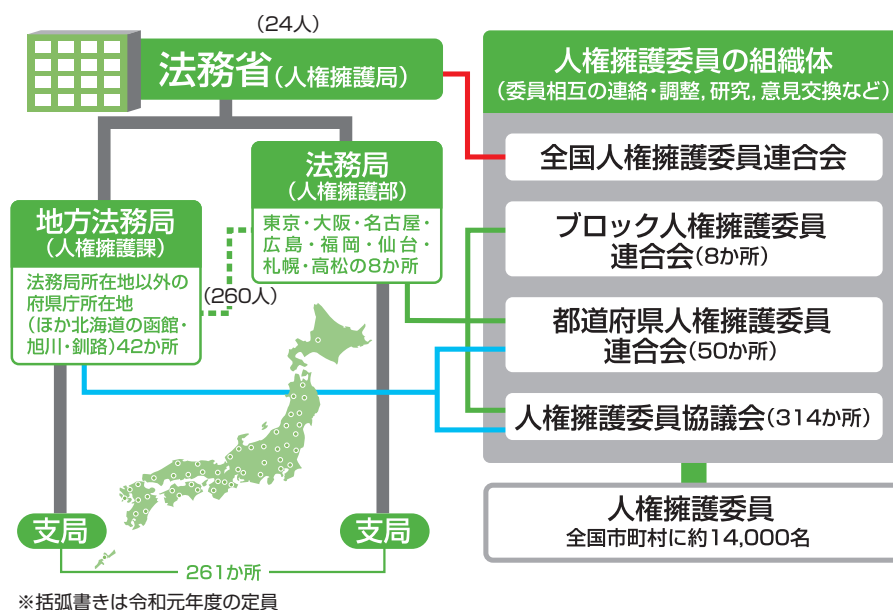 (24人)
法務省(人権擁護局)
法務局
(人権擁護部)
東京・大阪・名古屋・
広島・福岡・仙台・
札幌・高松の8か所
地方法務局
(人権擁護課)
法務局所在地以外の
府県庁所在地
(ほか北海道の函館・
旭川・釧路)42か所
(260人)
支局
支局
261か所
※括弧書きは令和元年度の定員
人権擁護委員の組織体
(委員相互の連絡・調整,研究,意見交換など)
全国人権擁護委員連合会
ブロック人権擁護委員
連合会(8か所)
都道府県人権擁護委員
連合会(50か所)
人権擁護委員協議会(314か所)
人権擁護委員
全国市町村に約14,000名